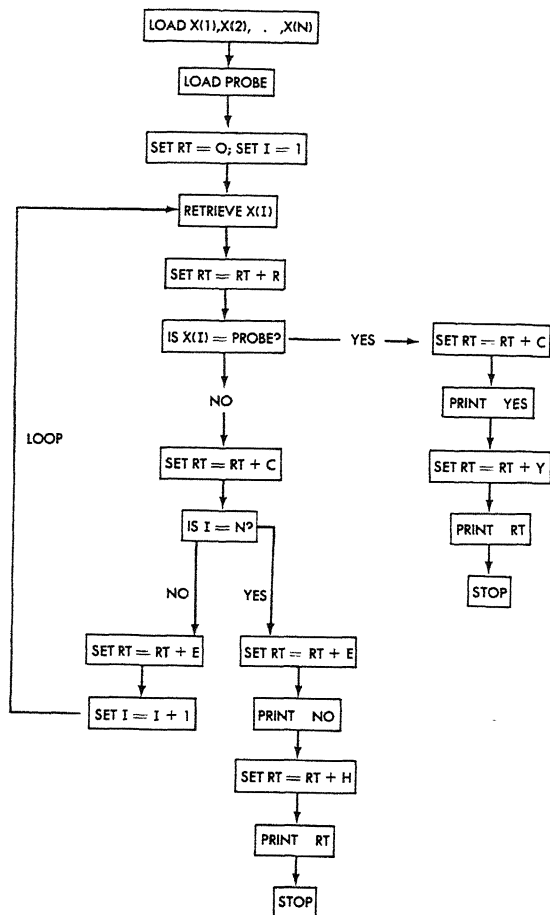 LOAD X(1),X(2), . ,X(N)
LOAD PROBE
SET RT = O; SET I = 1
RETRIEVE X(I)
SET RT = RT + R
IS X(I) = PROBE?
YES
SET RT = RT + C
PRINT YES
SET RT = RT + Y
PRINT RT
STOP
NO
LOOP
SET RT = RT + C
IS I = N?
NO
YES
SET RT = RT + E
SET I = I + 1
SET RT = RT + E
PRINT NO
SET RT = RT + H
PRINT RT
STOP